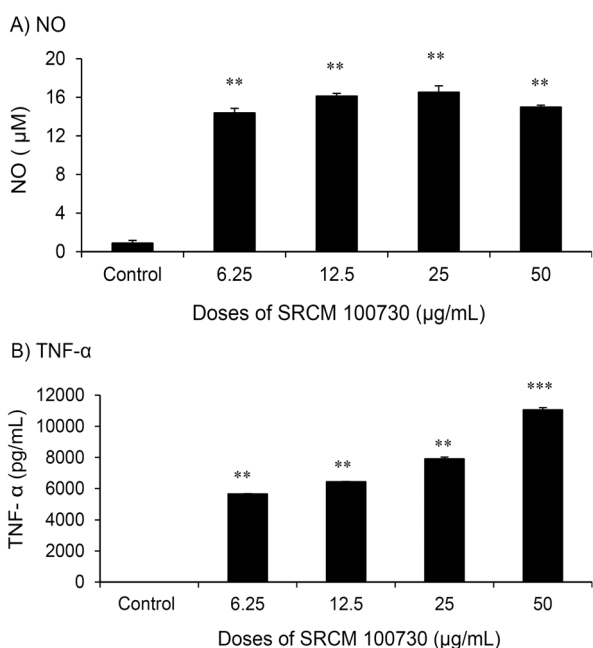 A) NO
20
16
12
8
4
0
NO ( μM)
** ** ** **
Control 6.25 12.5 25 50
Doses of SRCM 100730 (μg/mL)
B) TNF-α
12000
10000
8000
6000
4000
2000
0
TNF- α (pg/mL)
** ** ** ***
Control 6.25 12.5 25 50
Doses of SRCM 100730 (μg/mL)